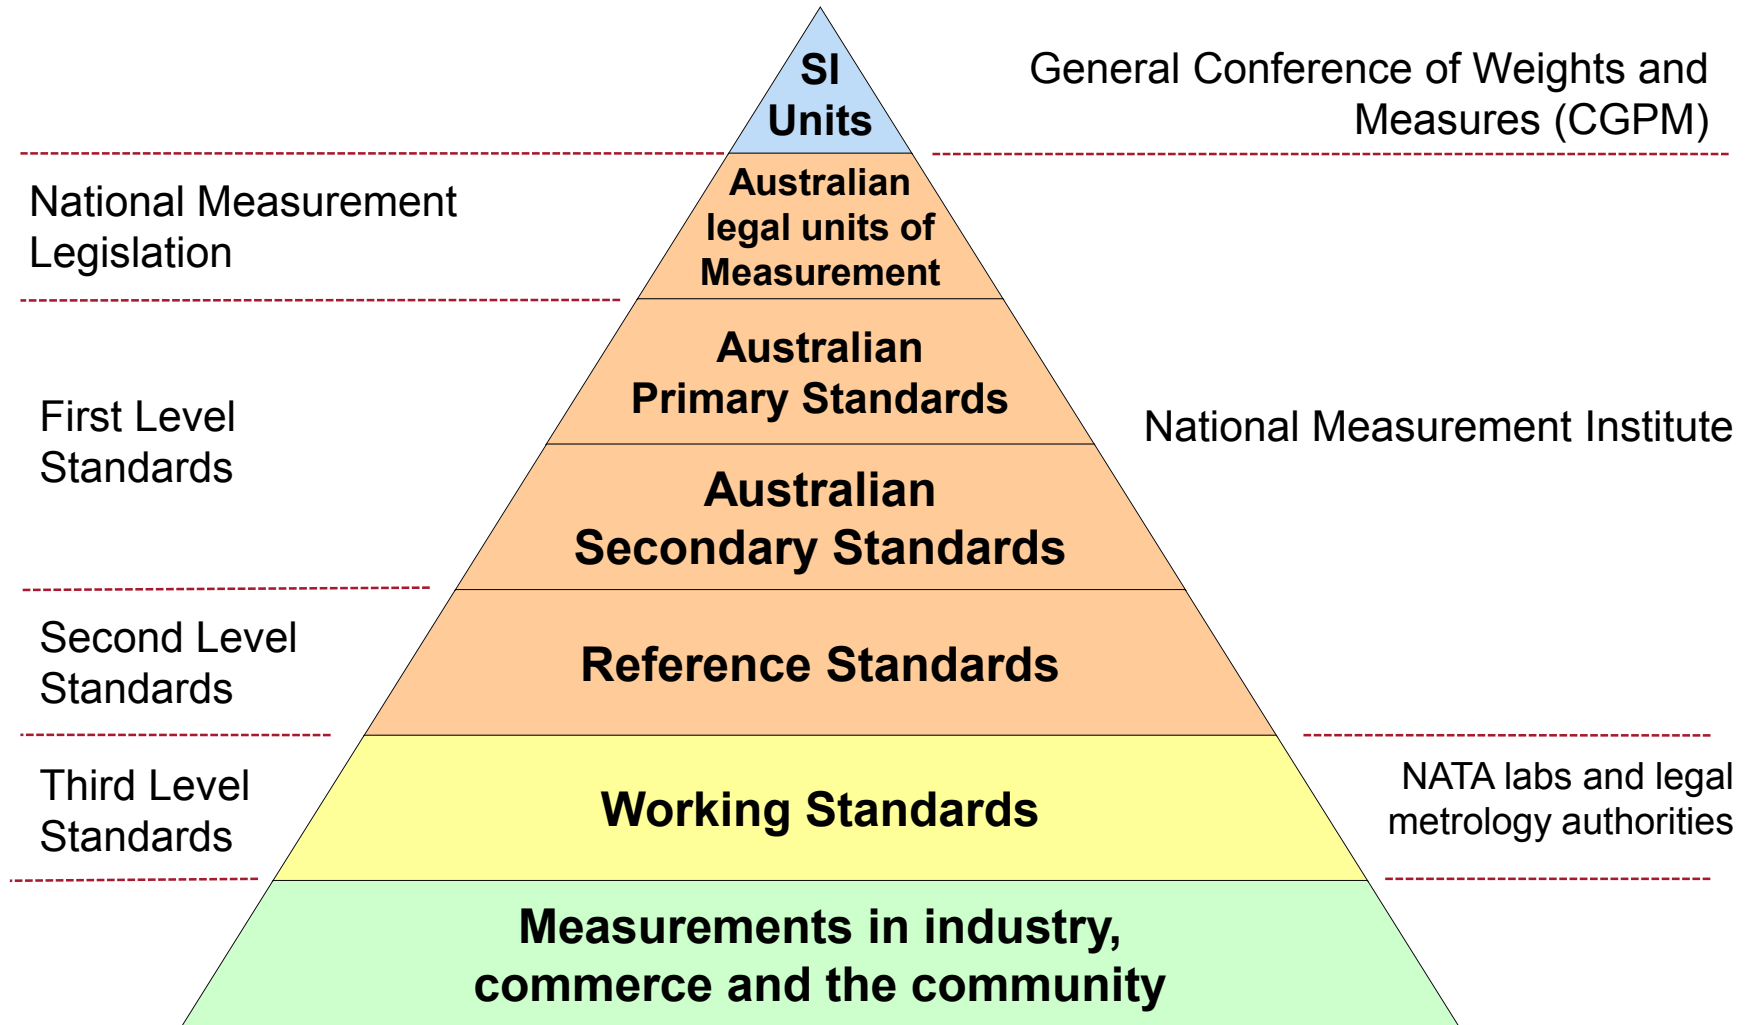 SI
Units
General Conference of Weights and
Measures (CGPM)
National Measurement
Legislation
Australian
legal units of
Measurement
First Level
Standards
Australian
Primary Standards
Australian
Secondary Standards
National Measurement Institute
Second Level
Standards
Reference Standards
Third Level
Standards
Working Standards
NATA labs and legal
metrology authorities
Measurements in industry,
commerce and the community